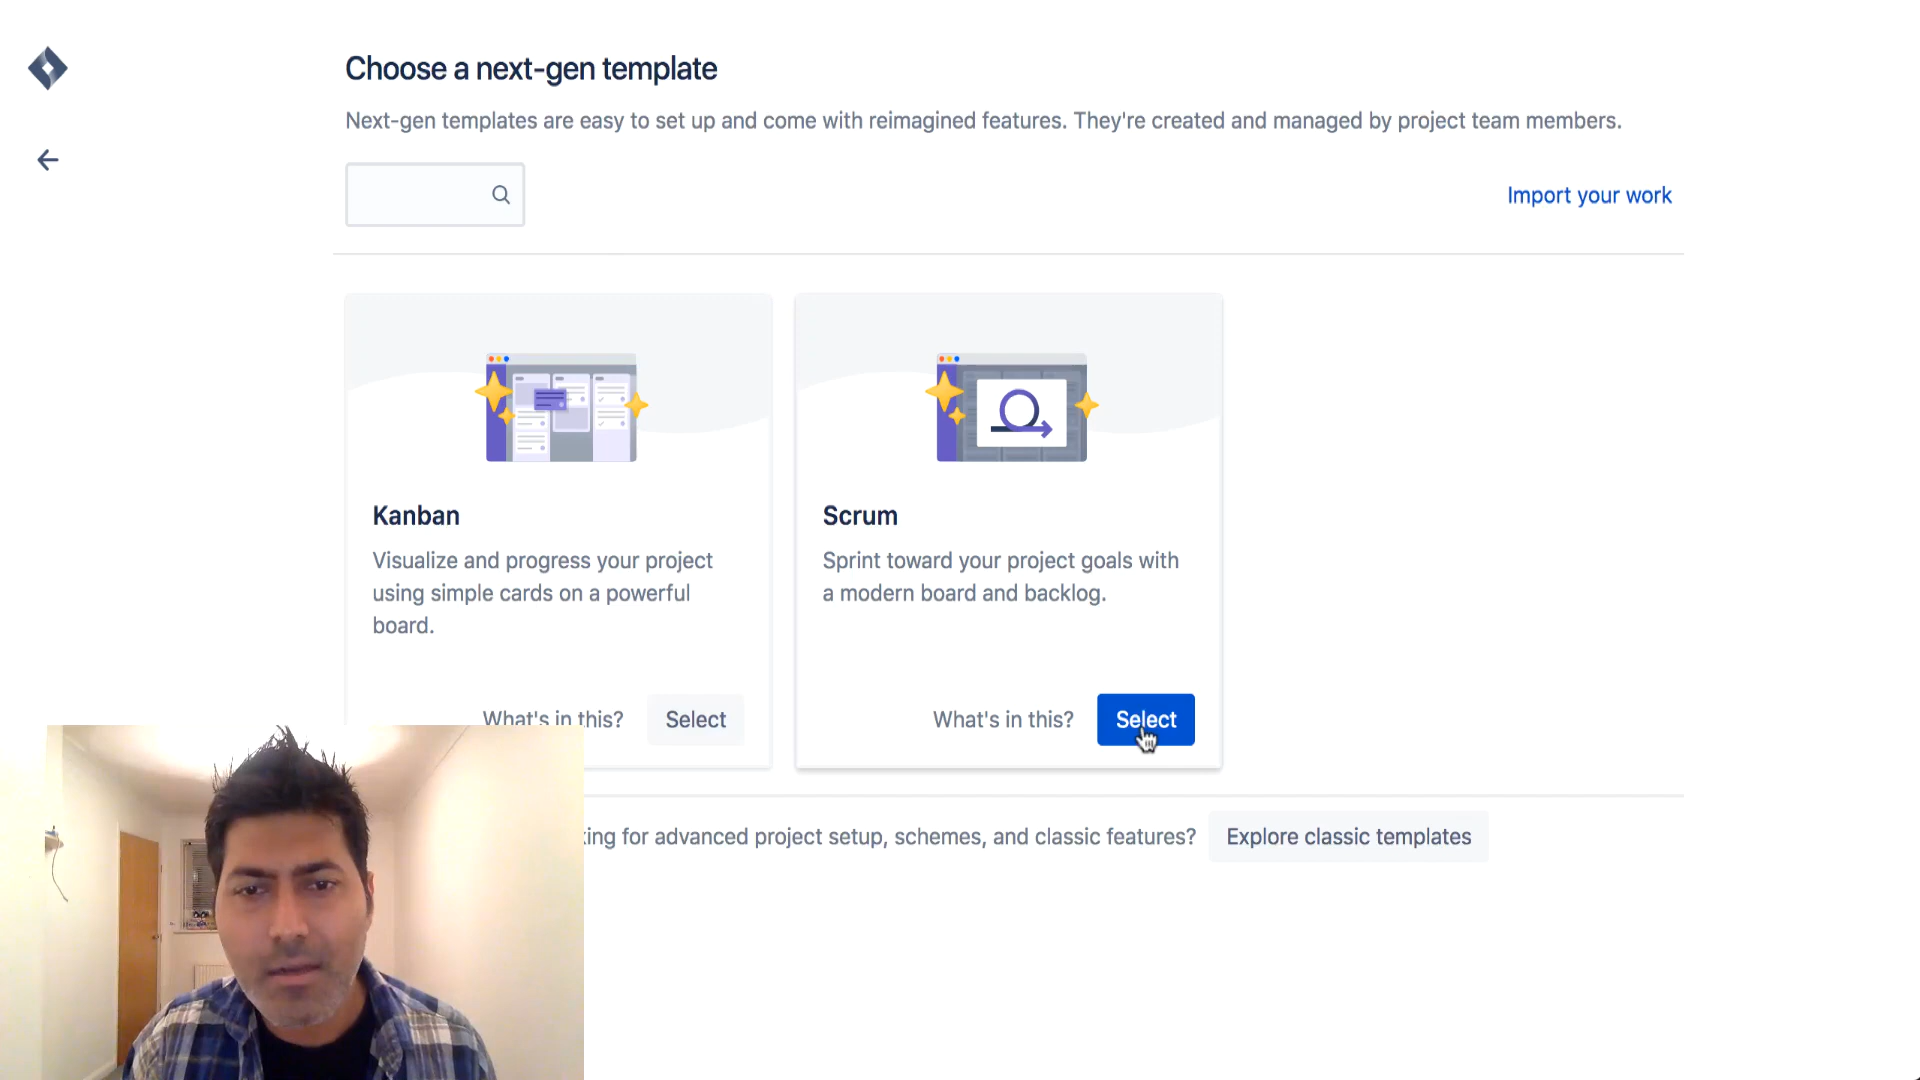 Choose a next-gen template
Next-gen templates are easy to set up and come with reimagined features. They're created and managed by project team members.
Import your work
Kanban
Visualize and progress your project
using simple cards on a powerful
board.
What's in this?
Select
Scrum
Sprint toward your project goals with
a modern board and backlog.
What's in this?
Select
for advanced project setup, schemes, and classic features?
Explore classic templates